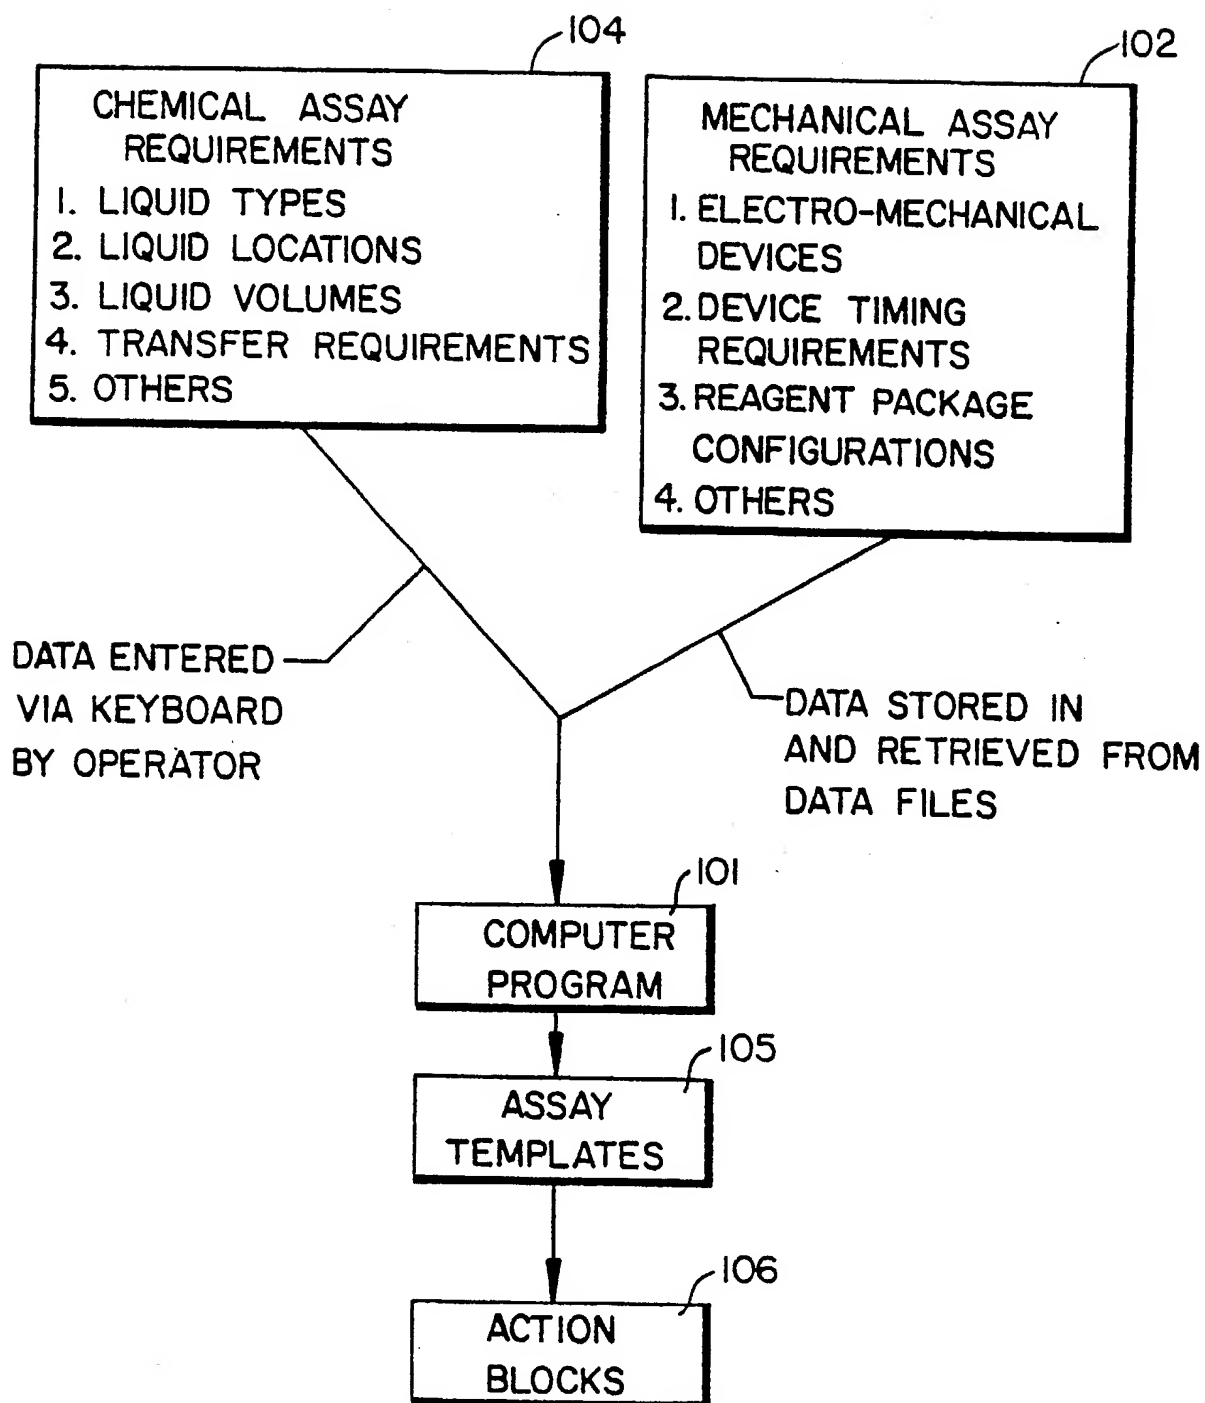 104
CHEMICAL ASSAY
REQUIREMENTS
1. LIQUID TYPES
2. LIQUID LOCATIONS
3. LIQUID VOLUMES
4. TRANSFER REQUIREMENTS
5. OTHERS
102
MECHANICAL ASSAY
REQUIREMENTS
1. ELECTRO-MECHANICAL
DEVICES
2. DEVICE TIMING
REQUIREMENTS
3. REAGENT PACKAGE
CONFIGURATIONS
4. OTHERS
DATA ENTERED
VIA KEYBOARD
BY OPERATOR
DATA STORED IN
AND RETRIEVED FROM
DATA FILES
101
COMPUTER
PROGRAM
105
ASSAY
TEMPLATES
106
ACTION
BLOCKS